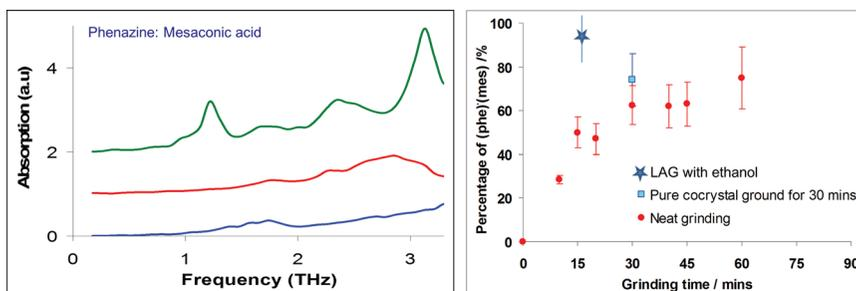 Phenazine: Mesaconic acid
Absorption (a.u)
4
2
0
0 1 2 3
Frequency (THz)
Percentage of (phe)(mes) /%
100
80
60
40
20
0
LAG with ethanol
Pure cocrystal ground for 30 mins
Neat grinding
0 15 30 45 60 75 90
Grinding time / mins